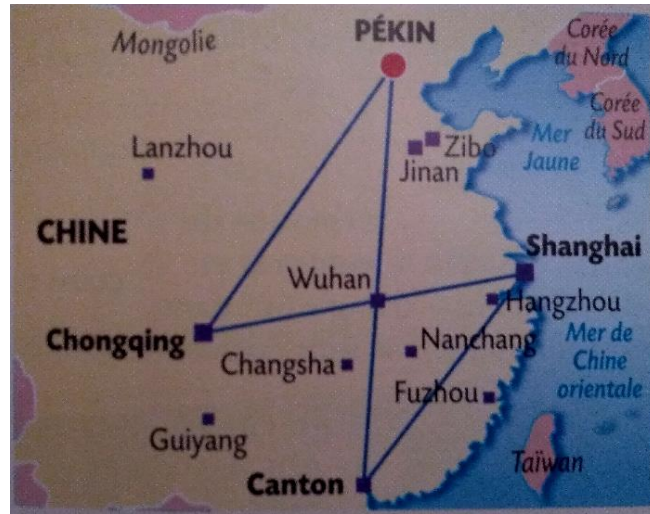 PÉKIN
Mongolie
Corée
du Nord
Corée
du Sud
Mer
Jaune
Lanzhou
Zibo
Jinan
CHINE
Shanghai
Wuhan
Hangzhou
Chongqing
Nanchang
Changsha
Mer de
Chine
orientale
Fuzhou
Guiyang
Taïwan
Canton